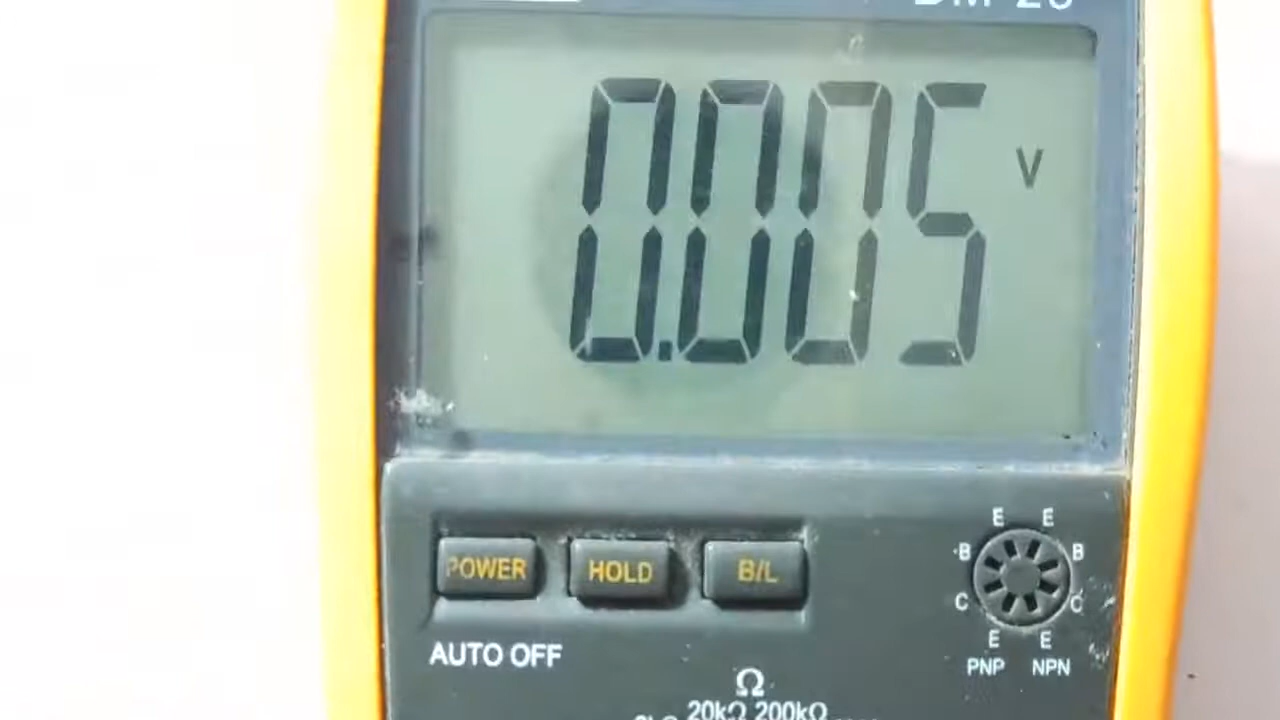 0.005 V
POWER HOLD B/L
E E
B B
C C
E E
AUTO OFF
PNP NPN
Ω
20kΩ 200kΩ